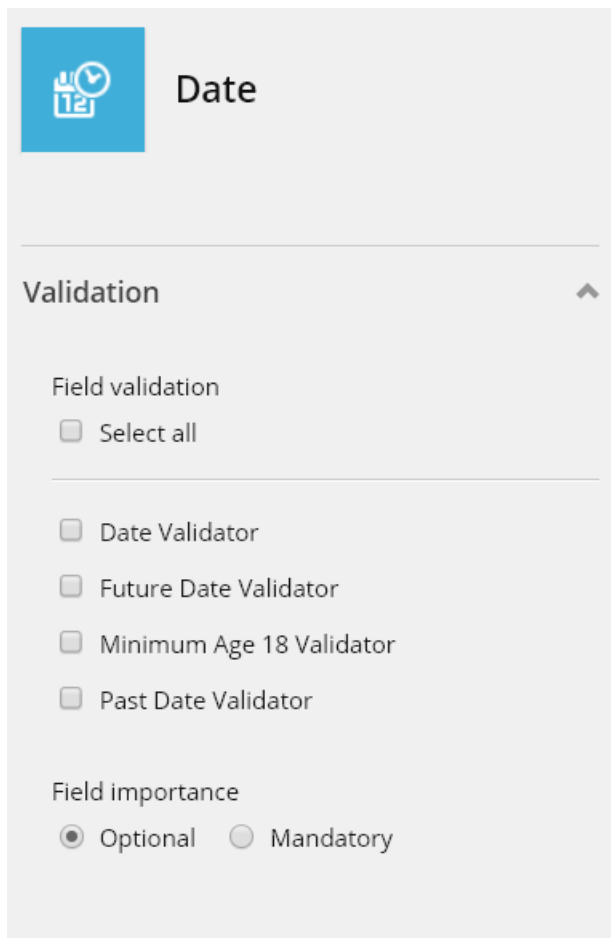 12
Date
Validation
Field validation
Select all
Date Validator
Future Date Validator
Minimum Age 18 Validator
Past Date Validator
Field importance
Optional Mandatory